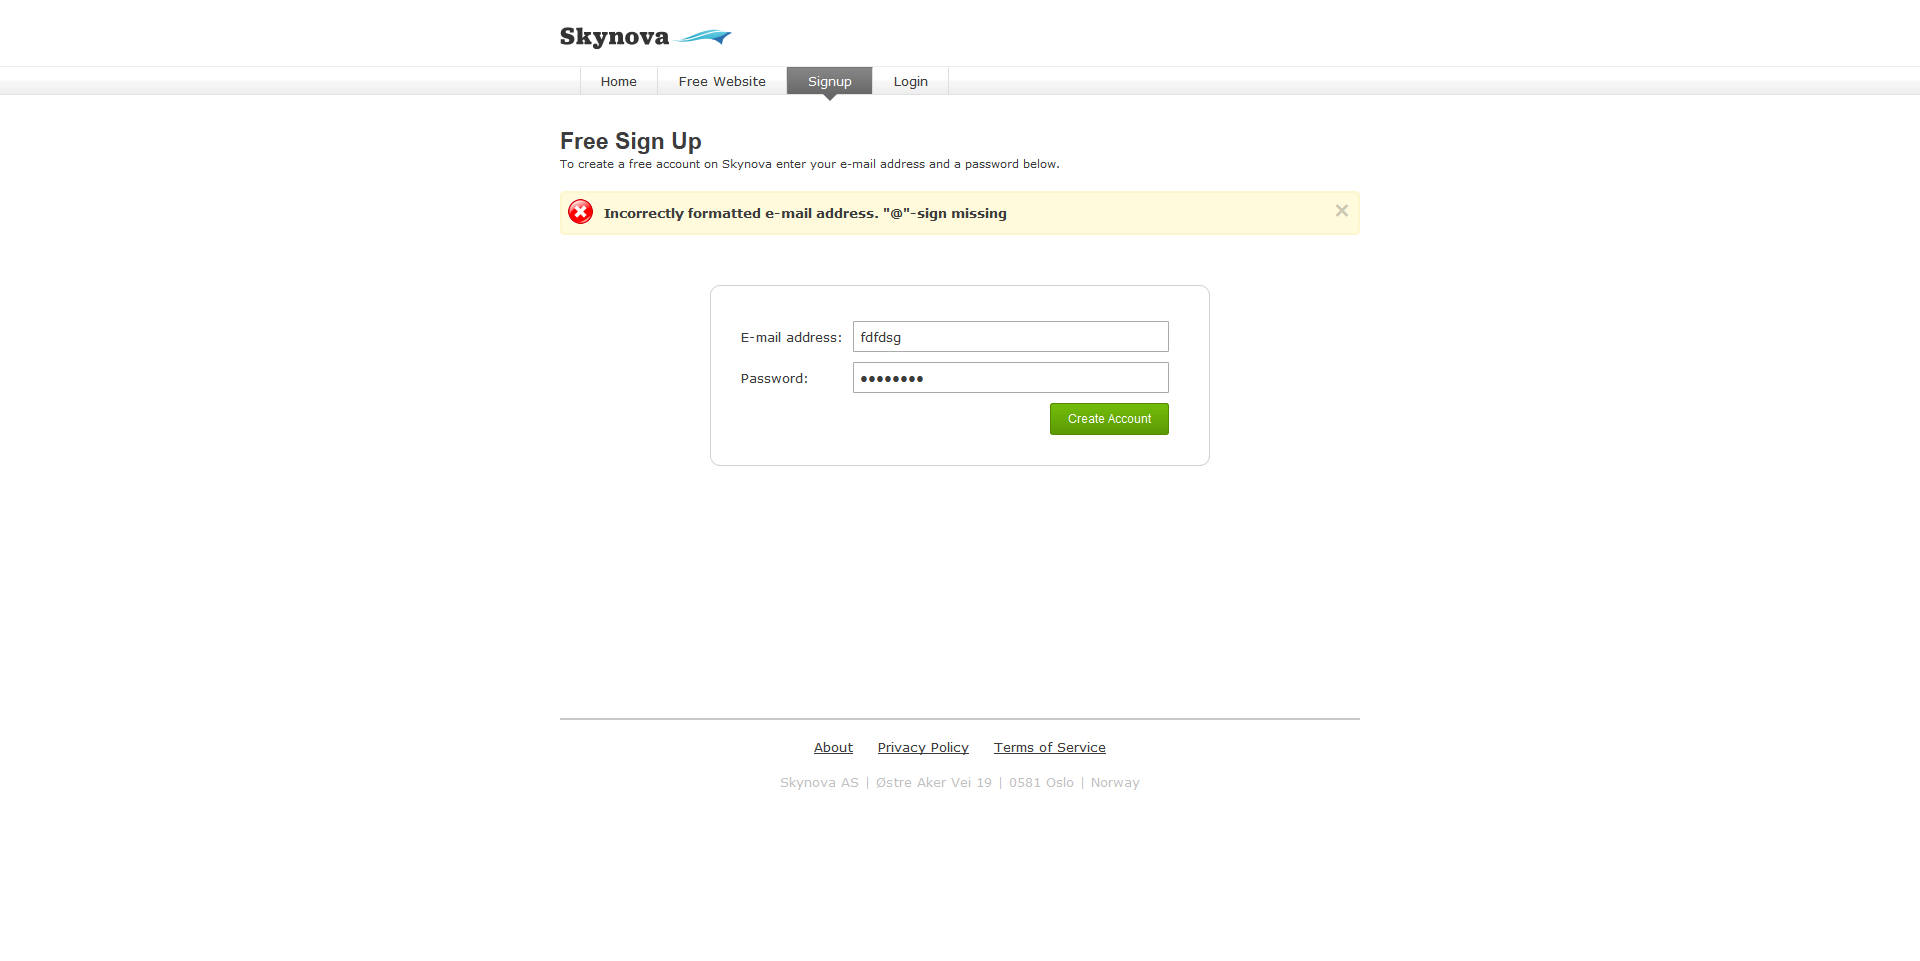 Skynova
Home Free Website Signup Login
Free Sign Up
To create a free account on Skynova enter your e-mail address and a password below.
Incorrectly formatted e-mail address. "@"-sign missing
E-mail address: fdfdsg
Password: ●●●●●●●●
Create Account
About Privacy Policy Terms of Service
Skynova AS | Østre Aker Vei 19 | 0581 Oslo | Norway